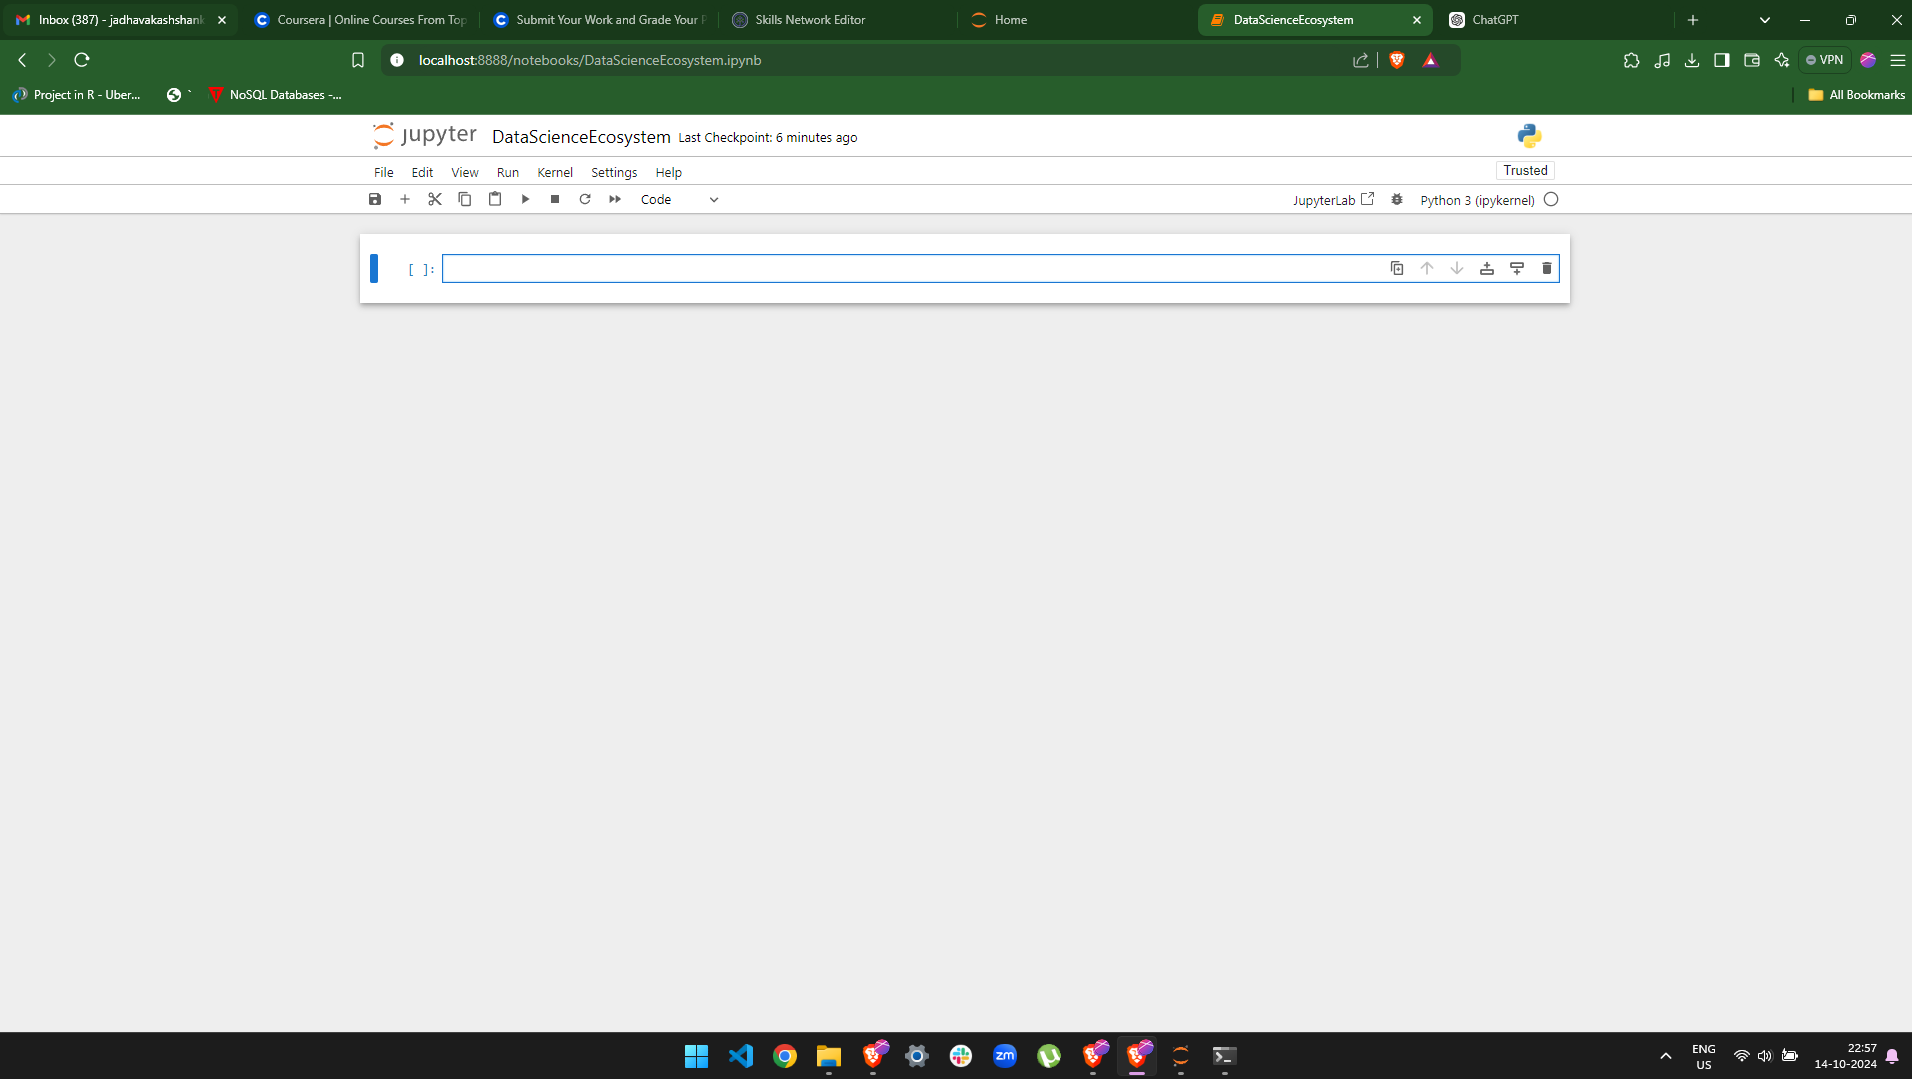 Inbox (387) - jadhavakashshank
Coursera | Online Courses From Top
Submit Your Work and Grade Your P
Skills Network Editor
Home
DataScienceEcosystem
ChatGPT
localhost:8888/notebooks/DataScienceEcosystem.ipynb
VPN
Project in R - Uber...
`
NoSQL Databases -...
All Bookmarks
jupyter DataScienceEcosystem Last Checkpoint: 6 minutes ago
File Edit View Run Kernel Settings Help
Trusted
Code
JupyterLab
Python 3 (ipykernel)
[ ]:
zm
ENG
US
22:57
14-10-2024